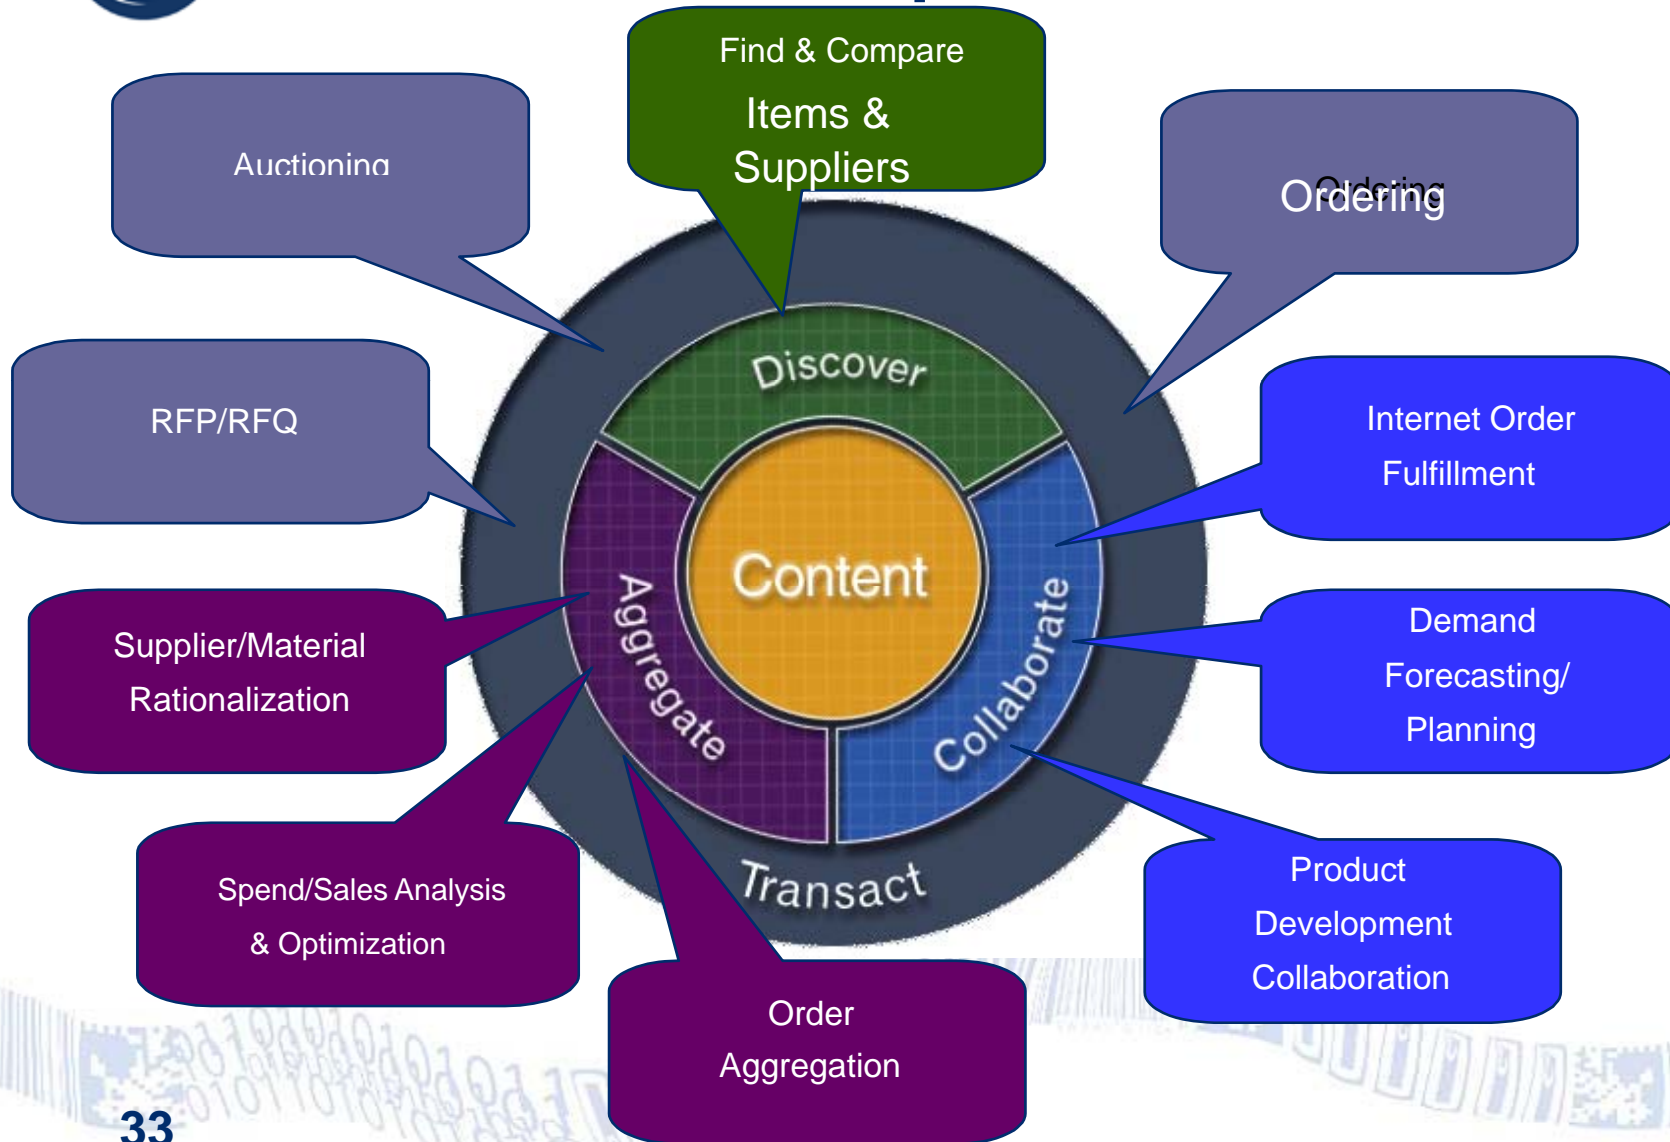 Find & Compare
Items &
Suppliers
Auctioning
Ordering
Ordering
RFP/RFQ
Discover
Internet Order
Fulfillment
Content
Aggregate
Collaborate
Supplier/Material
Rationalization
Demand
Forecasting/
Planning
Transact
Spend/Sales Analysis
& Optimization
Product
Development
Collaboration
Order
Aggregation
33